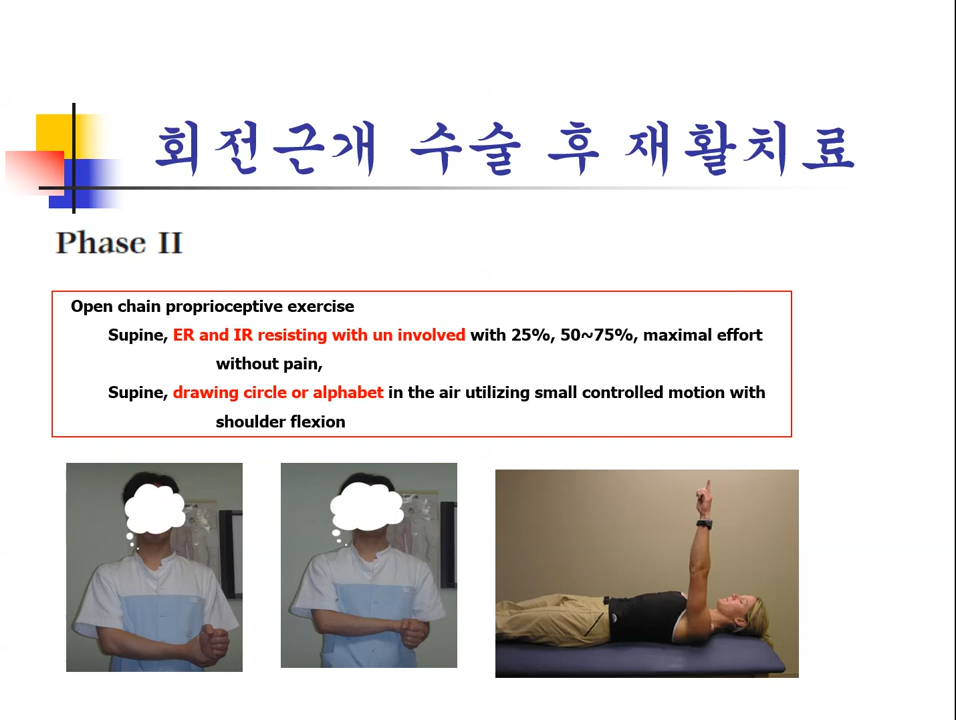 회전근개 수술 후 재활치료
Phase II
Open chain proprioceptive exercise
Supine, ER and IR resisting with un involved with 25%, 50~75%, maximal effort
without pain,
Supine, drawing circle or alphabet in the air utilizing small controlled motion with
shoulder flexion